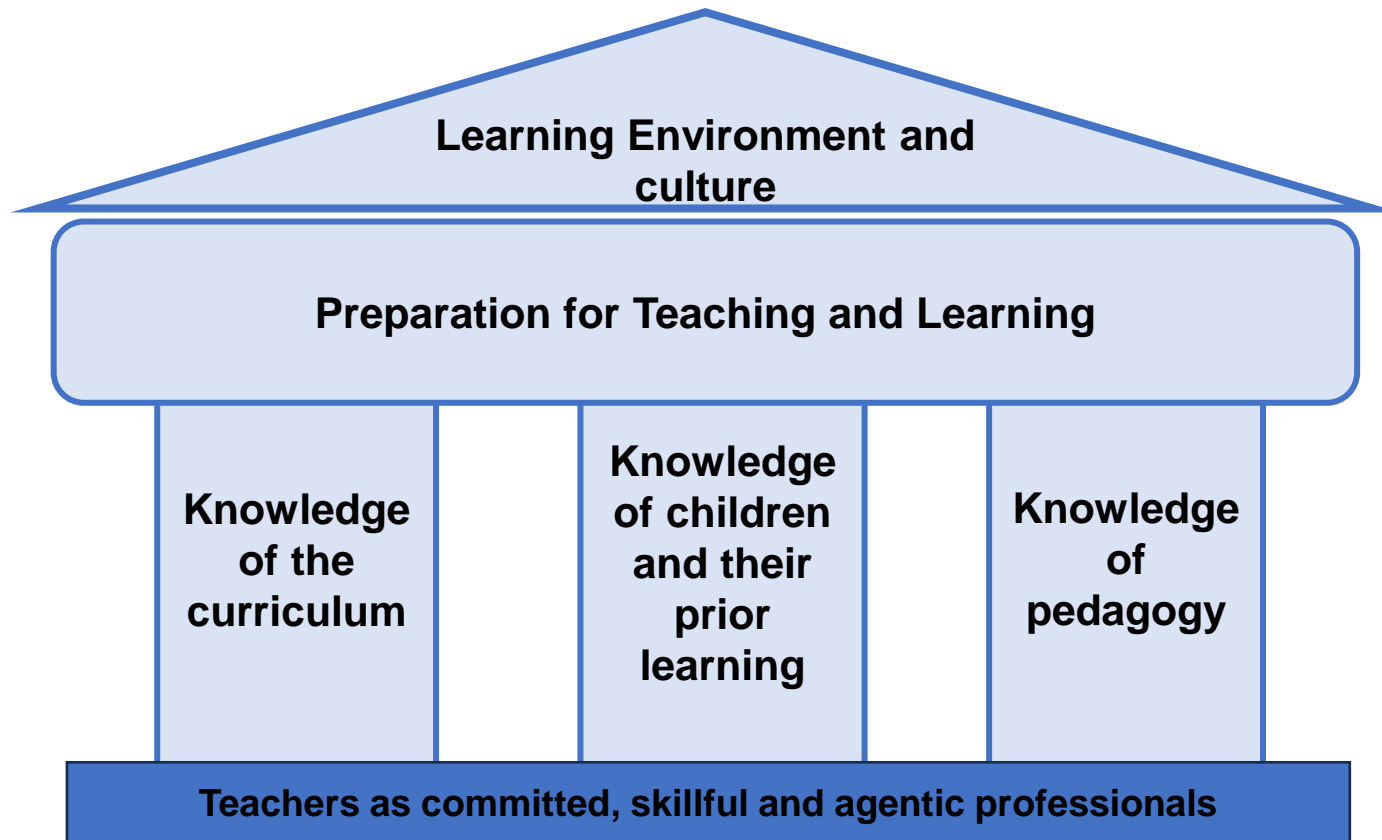 Learning Environment and
culture
Preparation for Teaching and Learning
Knowledge
of the
curriculum
Knowledge
of children
and their
prior
learning
Knowledge
of
pedagogy
Teachers as committed, skillful and agentic professionals